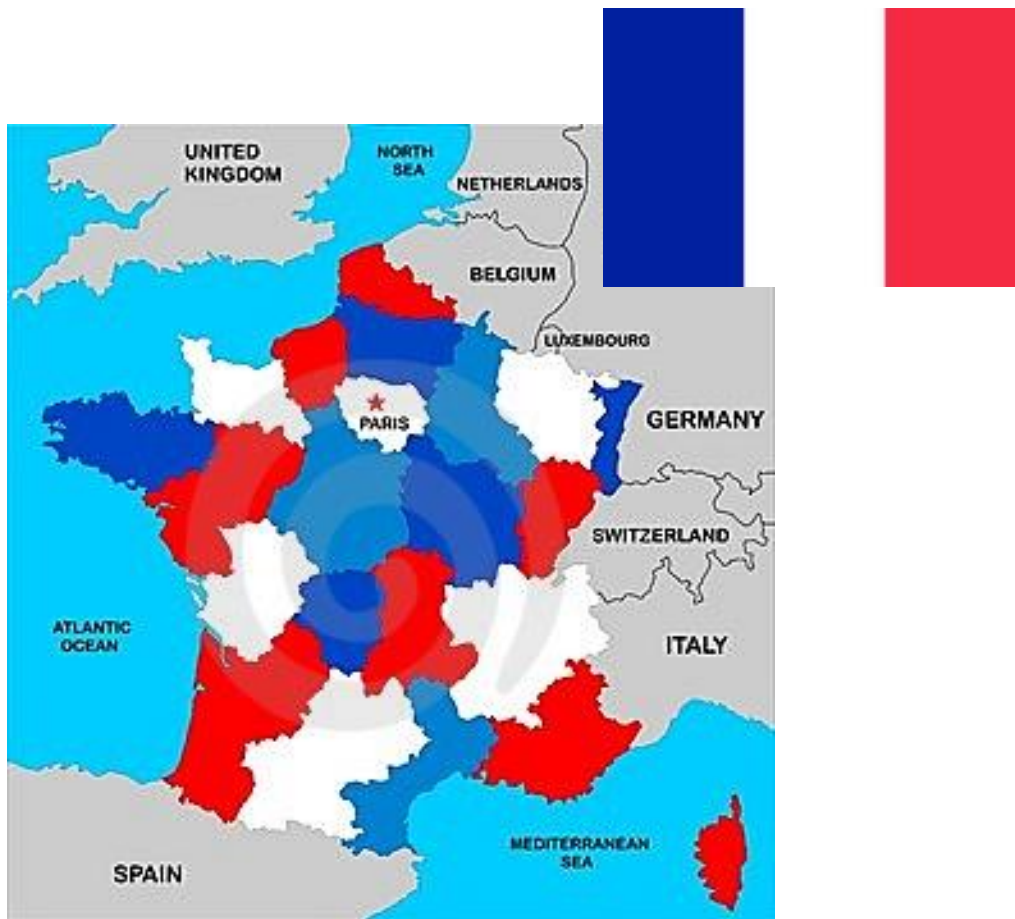 UNITED
KINGDOM
NORTH
SEA
NETHERLANDS
BELGIUM
LUXEMBOURG
PARIS
GERMANY
SWITZERLAND
ATLANTIC
OCEAN
ITALY
MEDITERRANEAN
SEA
SPAIN